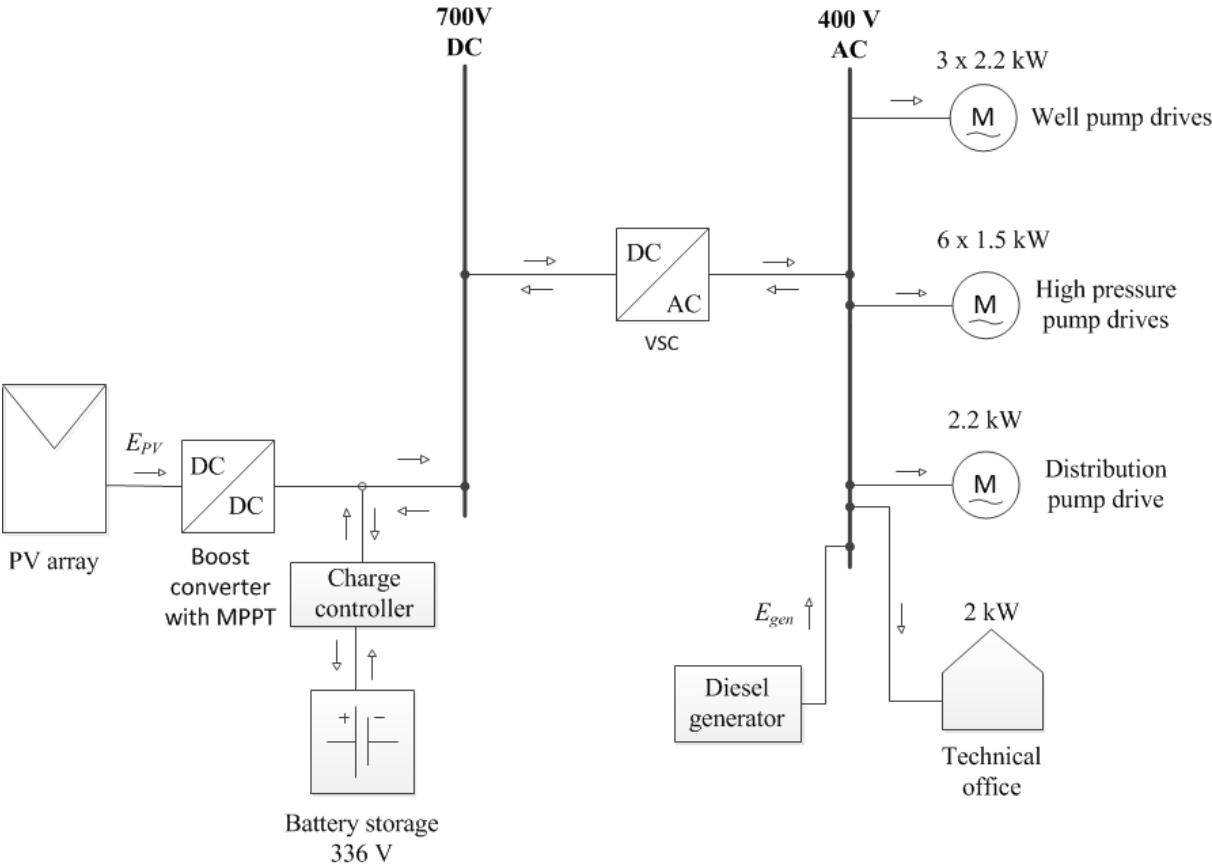 700V
DC
400 V
AC
3 x 2.2 kW
M
Well pump drives
DC
AC
VSC
6 x 1.5 kW
M
High pressure
pump drives
E_PV
DC
DC
PV array
Boost
converter
with MPPT
Charge
controller
+ −
Battery storage
336 V
2.2 kW
M
Distribution
pump drive
E_gen
Diesel
generator
2 kW
Technical
office